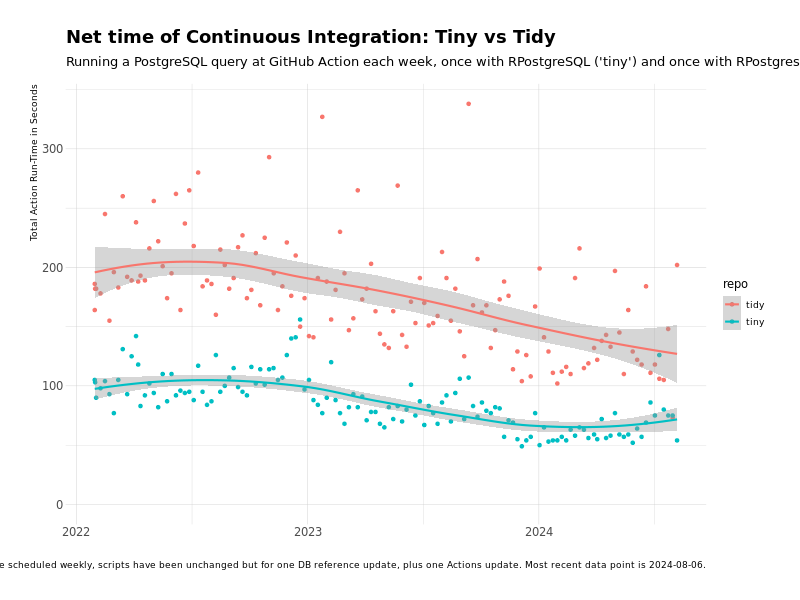 Net time of Continuous Integration: Tiny vs Tidy
Running a PostgreSQL query at GitHub Action each week, once with RPostgreSQL ('tiny') and once with RPostgres
Total Action Run-Time in Seconds
300
200
100
0
2022
2023
2024
repo
tidy
tiny
e scheduled weekly, scripts have been unchanged but for one DB reference update, plus one Actions update. Most recent data point is 2024-08-06.